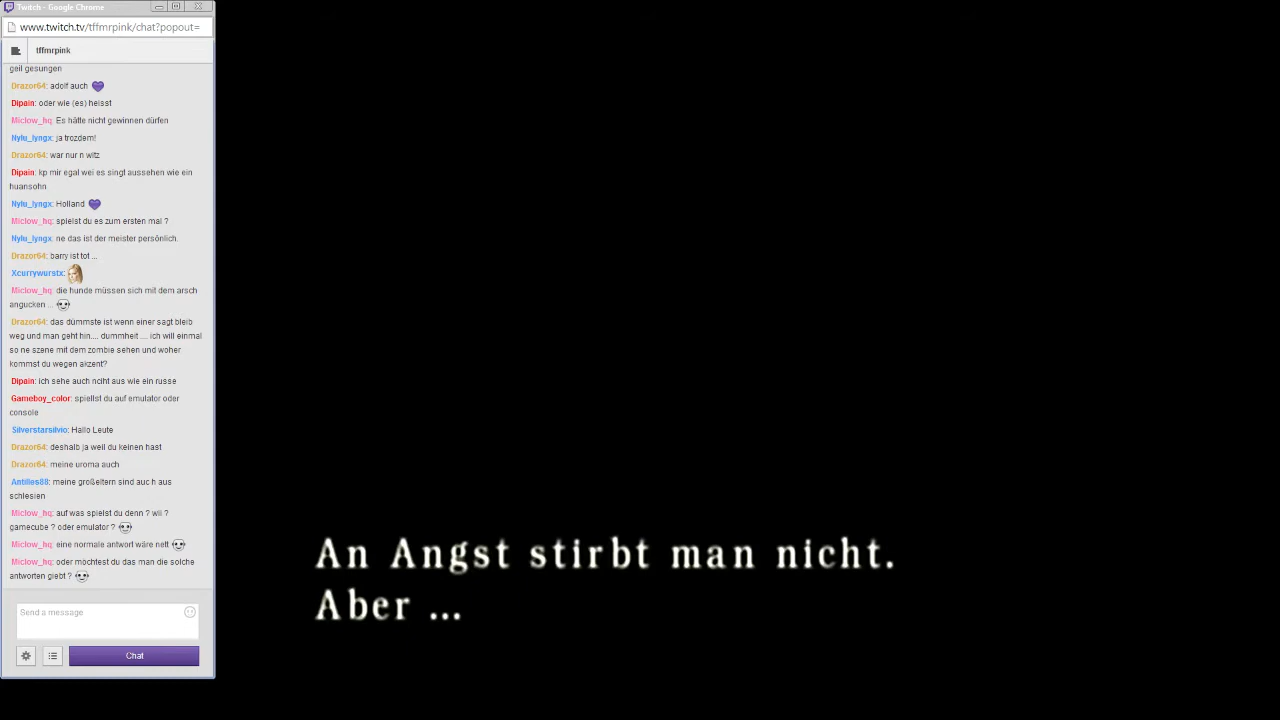 Twitch - Google Chrome
www.twitch.tv/tffmrpink/chat?popout=
tffmrpink
geil gesungen
Drazor64: adolf auch
Dipain: oder wie (es) heisst
Miclow_hq: Es hätte nicht gewinnen dürfen
Nylu_lyngx: ja trozdem!
Drazor64: war nur n witz
Dipain: kp mir egal wei es singt aussehen wie ein
huansohn
Nylu_lyngx: Holland
Miclow_hq: spielst du es zum ersten mal ?
Nylu_lyngx: ne das ist der meister persönlich.
Drazor64: barry ist tot ...
Xcurrywurstx:
Miclow_hq: die hunde müssen sich mit dem arsch
angucken ...
Drazor64: das dümmste ist wenn einer sagt bleib
weg und man geht hin.... dummheit .... ich will einmal
so ne szene mit dem zombie sehen und woher
kommst du wegen akzent?
Dipain: ich sehe auch nciht aus wie ein russe
Gameboy_color: spiellst du auf emulator oder
console
Silverstarsilvio: Hallo Leute
Drazor64: deshalb ja weil du keinen hast
Drazor64: meine uroma auch
Antilles88: meine großeltern sind auc h aus
schlesien
Miclow_hq: auf was spielst du denn ? wii ?
gamecube ? oder emulator ?
Miclow_hq: eine normale antwort wäre nett
Miclow_hq: oder möchtest du das man die solche
antworten giebt ?
Send a message
Chat
An Angst stirbt man nicht.
Aber ...